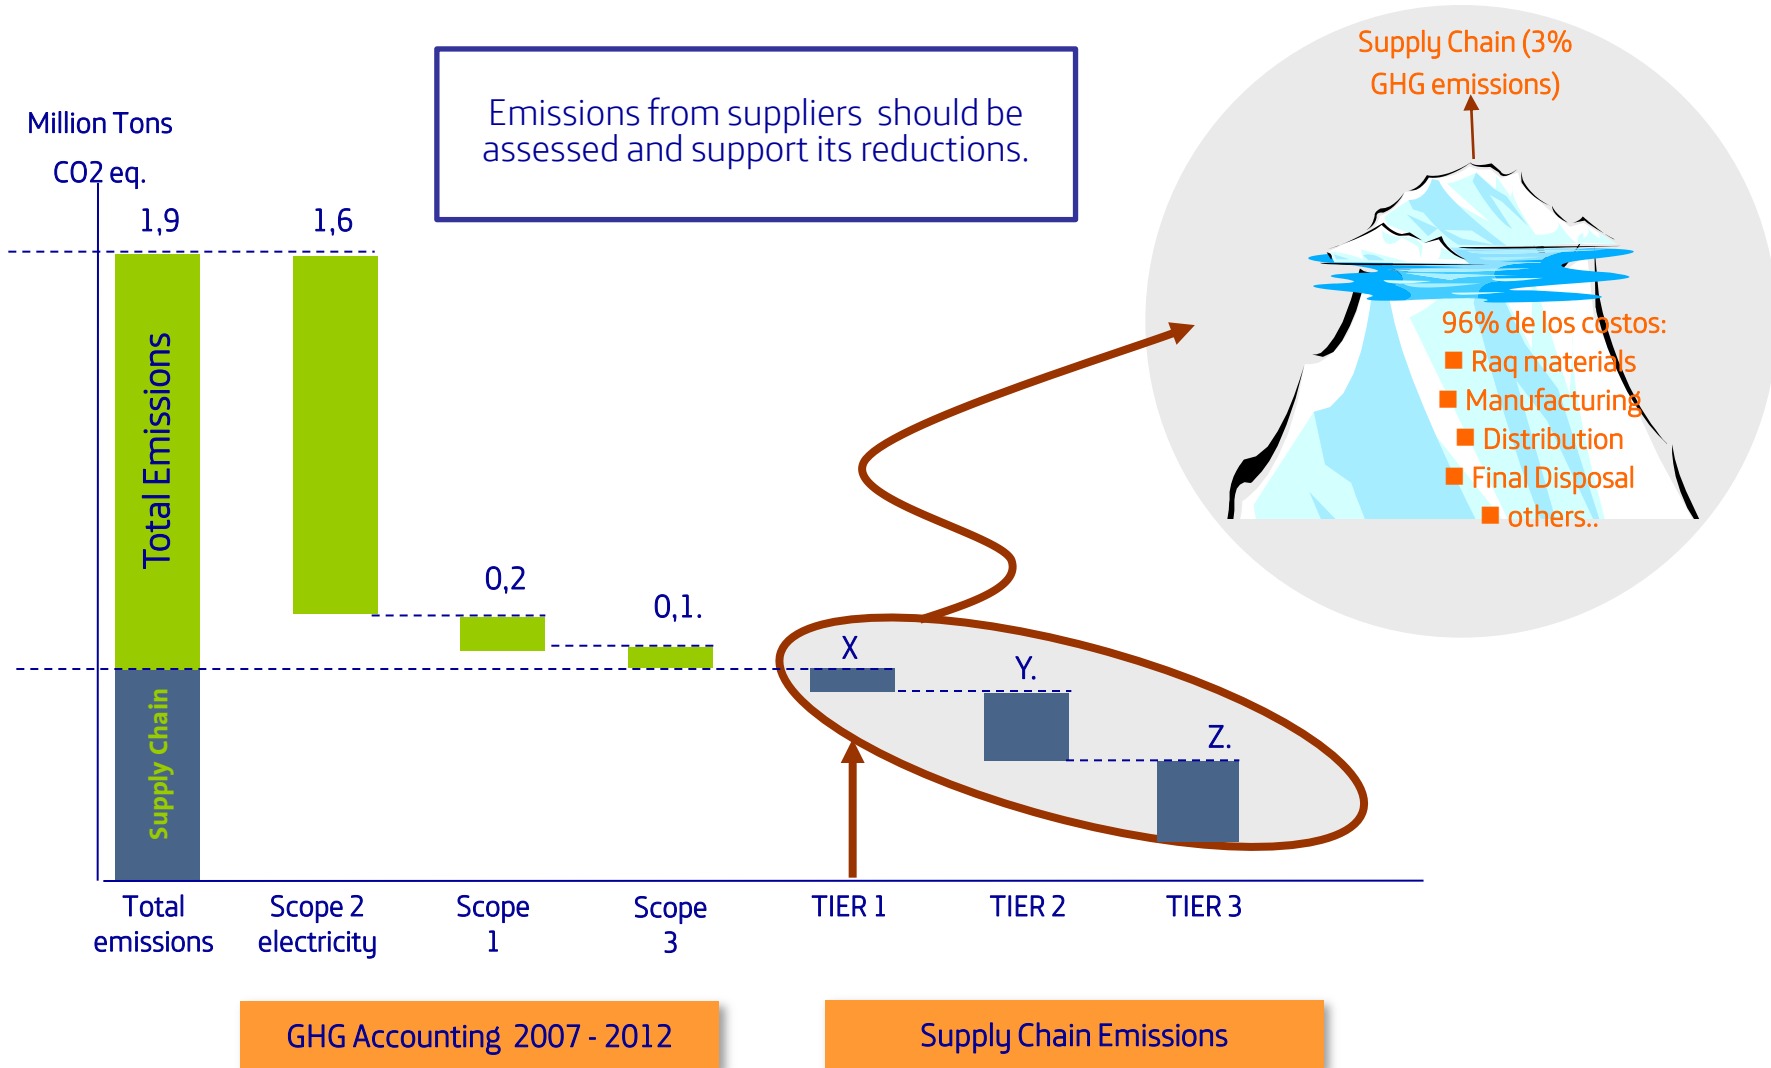 Supply Chain (3%
GHG emissions)
Emissions from suppliers should be
assessed and support its reductions.
Million Tons
CO2 eq.
1,9
1,6
96% de los costos:
Raq materials
Manufacturing
Distribution
Final Disposal
others..
Total Emissions
0,2
0,1.
X
Y.
Z.
Supply Chain
Total
emissions
Scope 2
electricity
Scope
1
Scope
3
TIER 1
TIER 2
TIER 3
GHG Accounting 2007 - 2012
Supply Chain Emissions